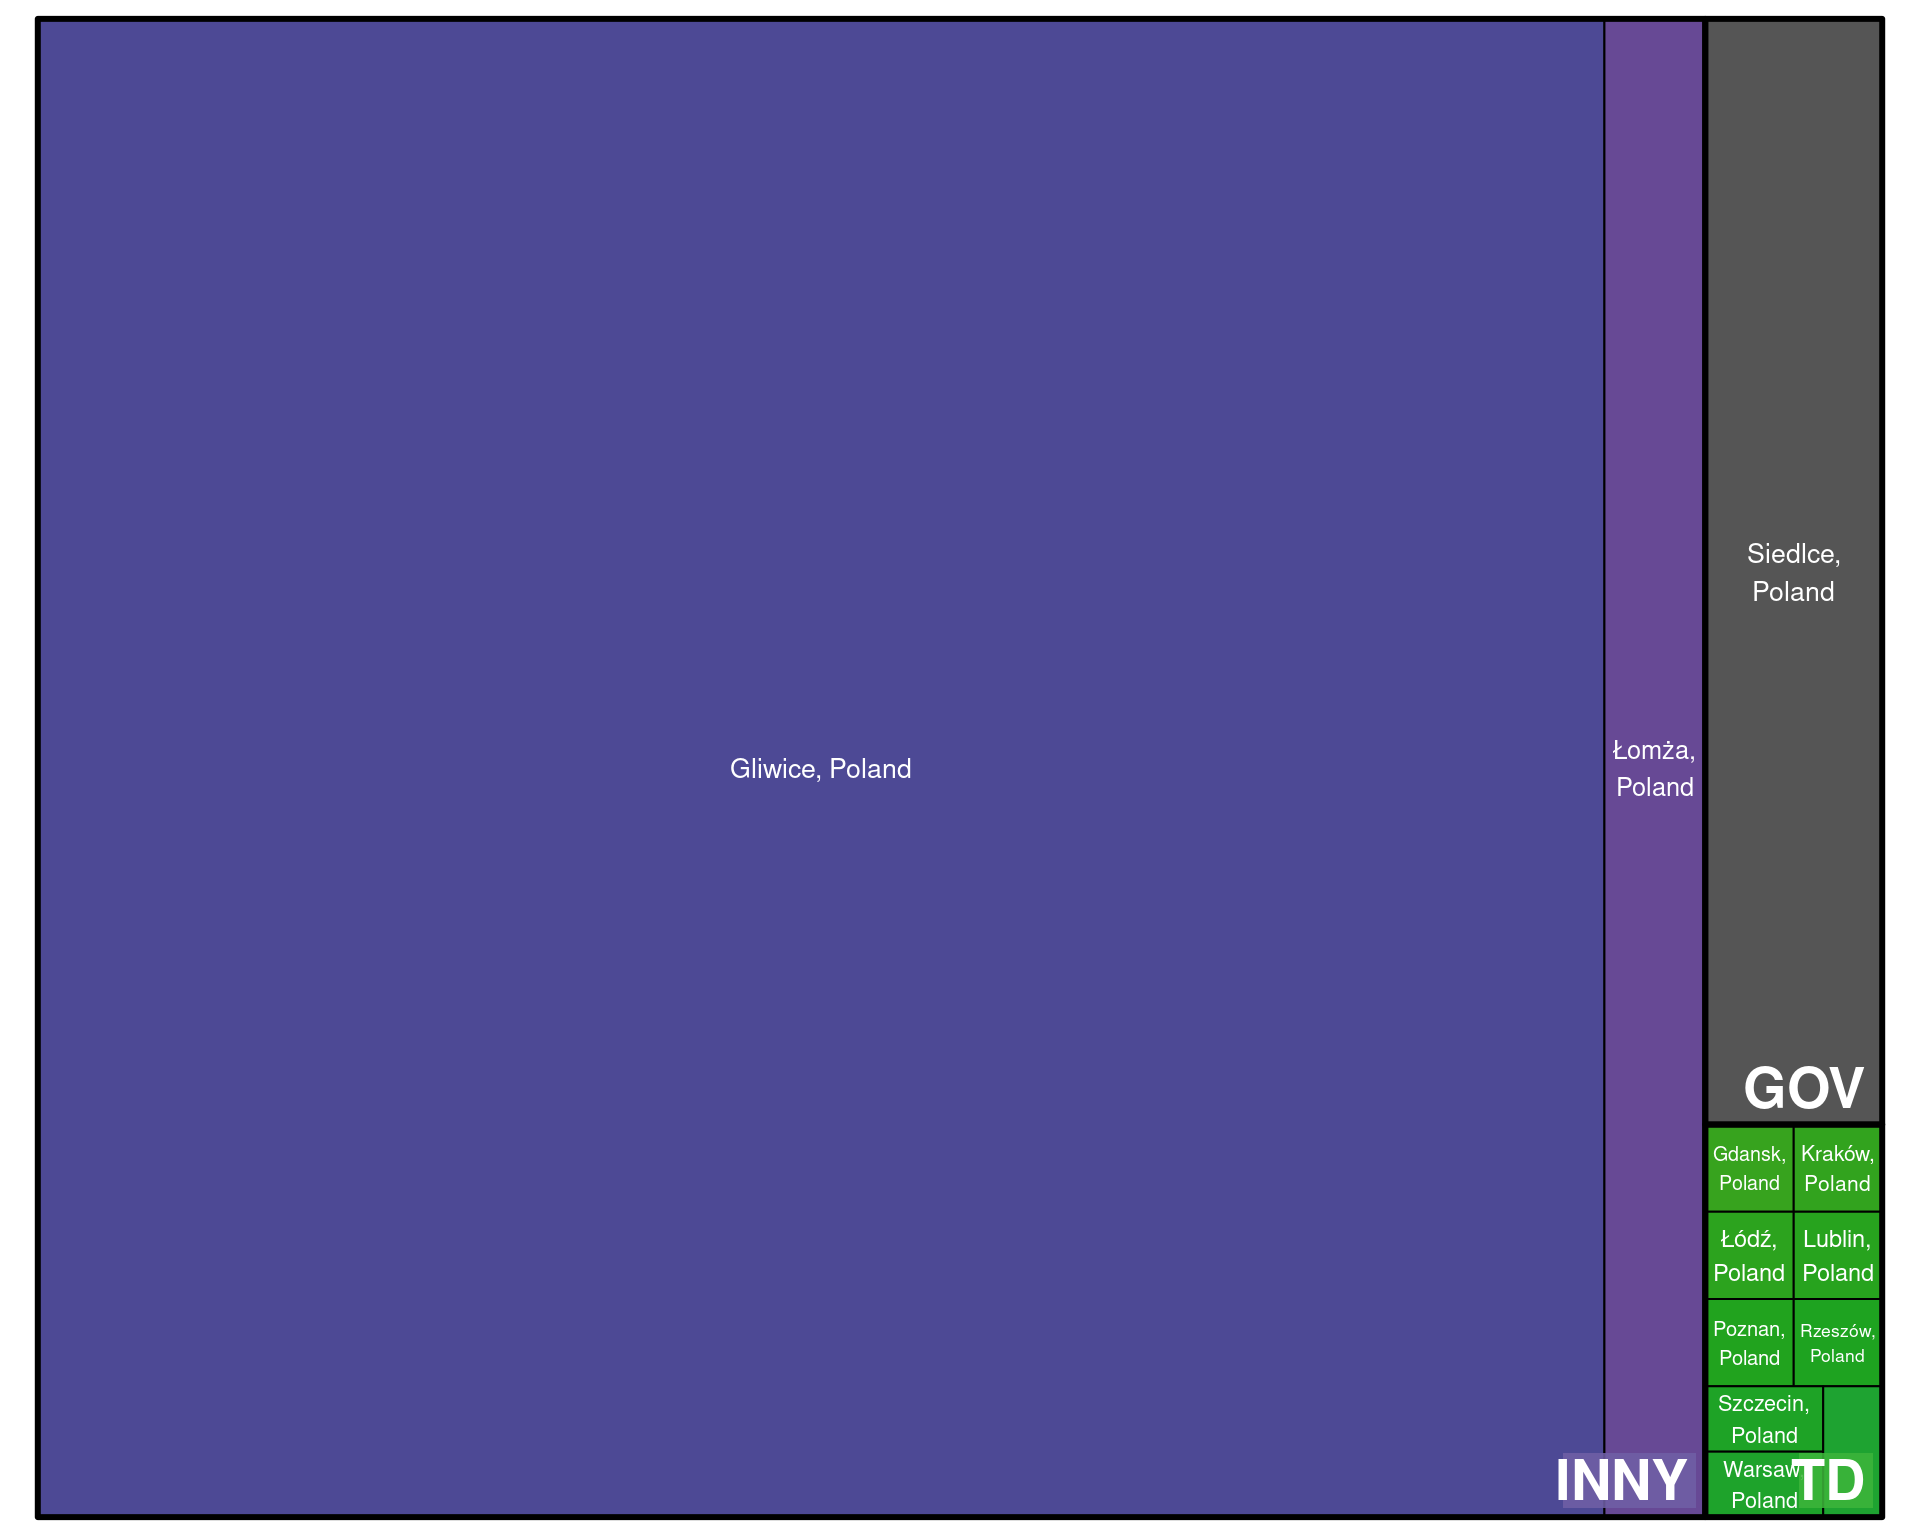 Gliwice, Poland
Łomża,
Poland
INNY
Siedlce,
Poland
GOV
Gdansk,
Poland
Kraków,
Poland
Łódź,
Poland
Lublin,
Poland
Poznan,
Poland
Rzeszów,
Poland
Szczecin,
Poland
Warsaw,
Poland
TD